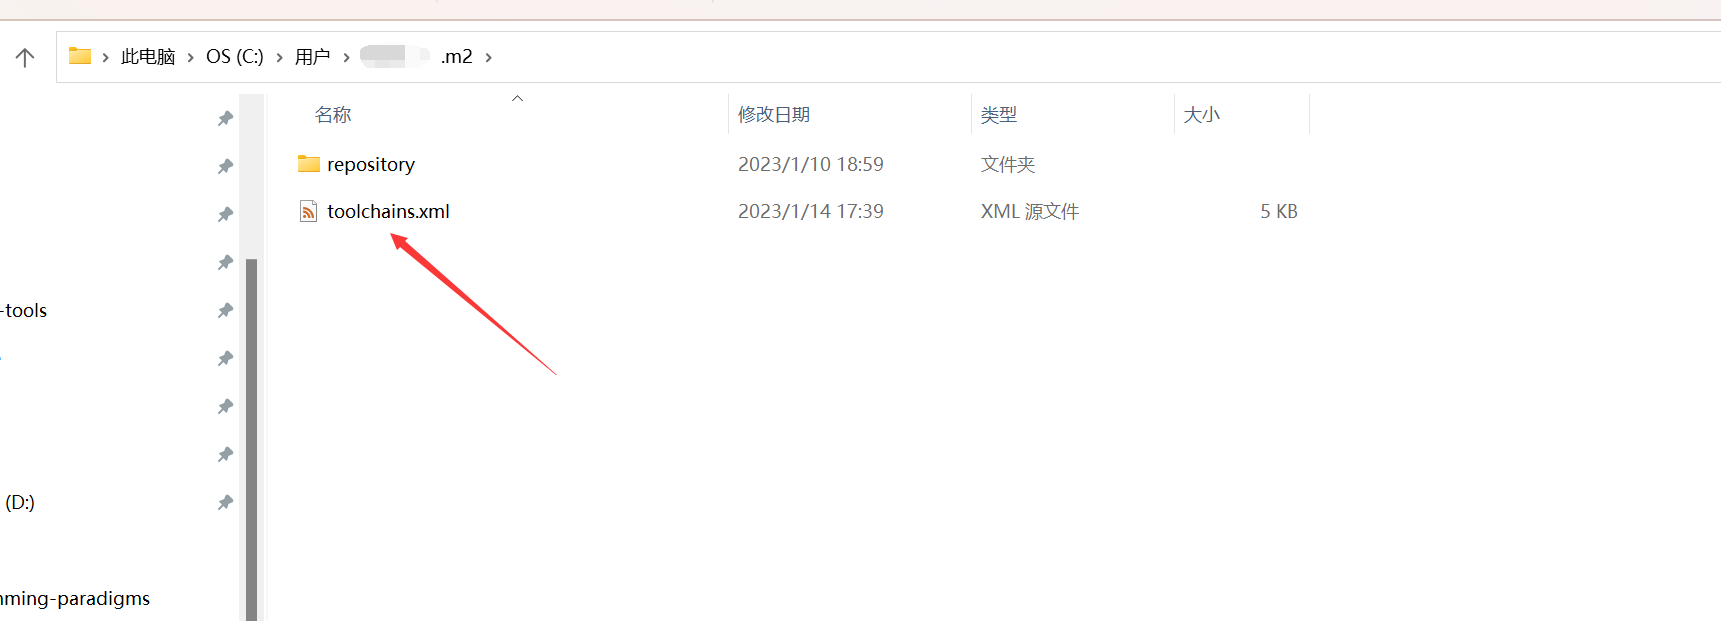 此电脑 OS (C:) 用户 .m2
名称 修改日期 类型 大小
repository 2023/1/10 18:59 文件夹
toolchains.xml 2023/1/14 17:39 XML 源文件 5 KB
-tools
(D:)
ming-paradigms